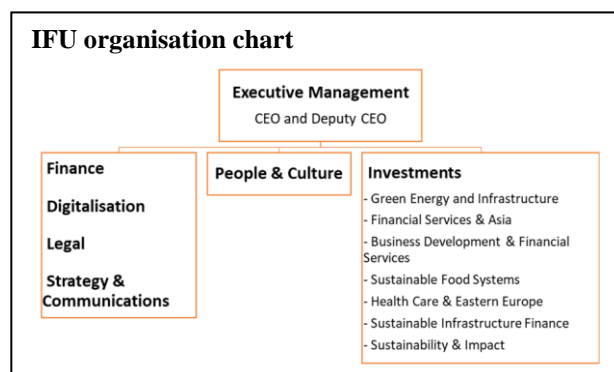 IFU organisation chart
Executive Management
CEO and Deputy CEO
Finance
Digitalisation
Legal
Strategy &
Communications
People & Culture
Investments
- Green Energy and Infrastructure
- Financial Services & Asia
- Business Development & Financial
Services
- Sustainable Food Systems
- Health Care & Eastern Europe
- Sustainable Infrastructure Finance
- Sustainability & Impact